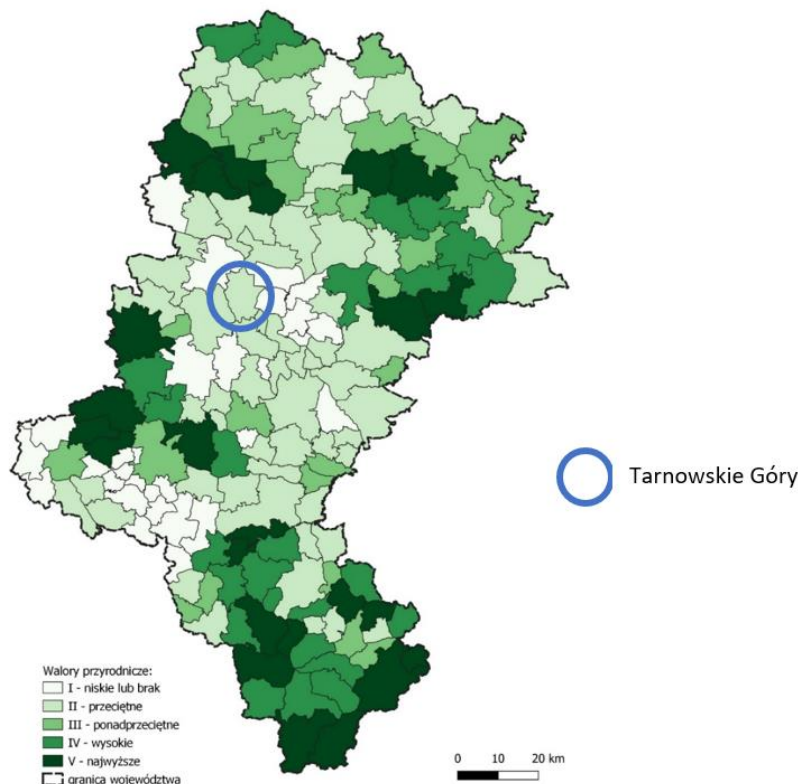 Tarnowskie Góry
Walory przyrodnicze:
I - niskie lub brak
II - przeciętne
III - ponadprzeciętne
IV - wysokie
V - najwyższe
granica województwa
0 10 20 km